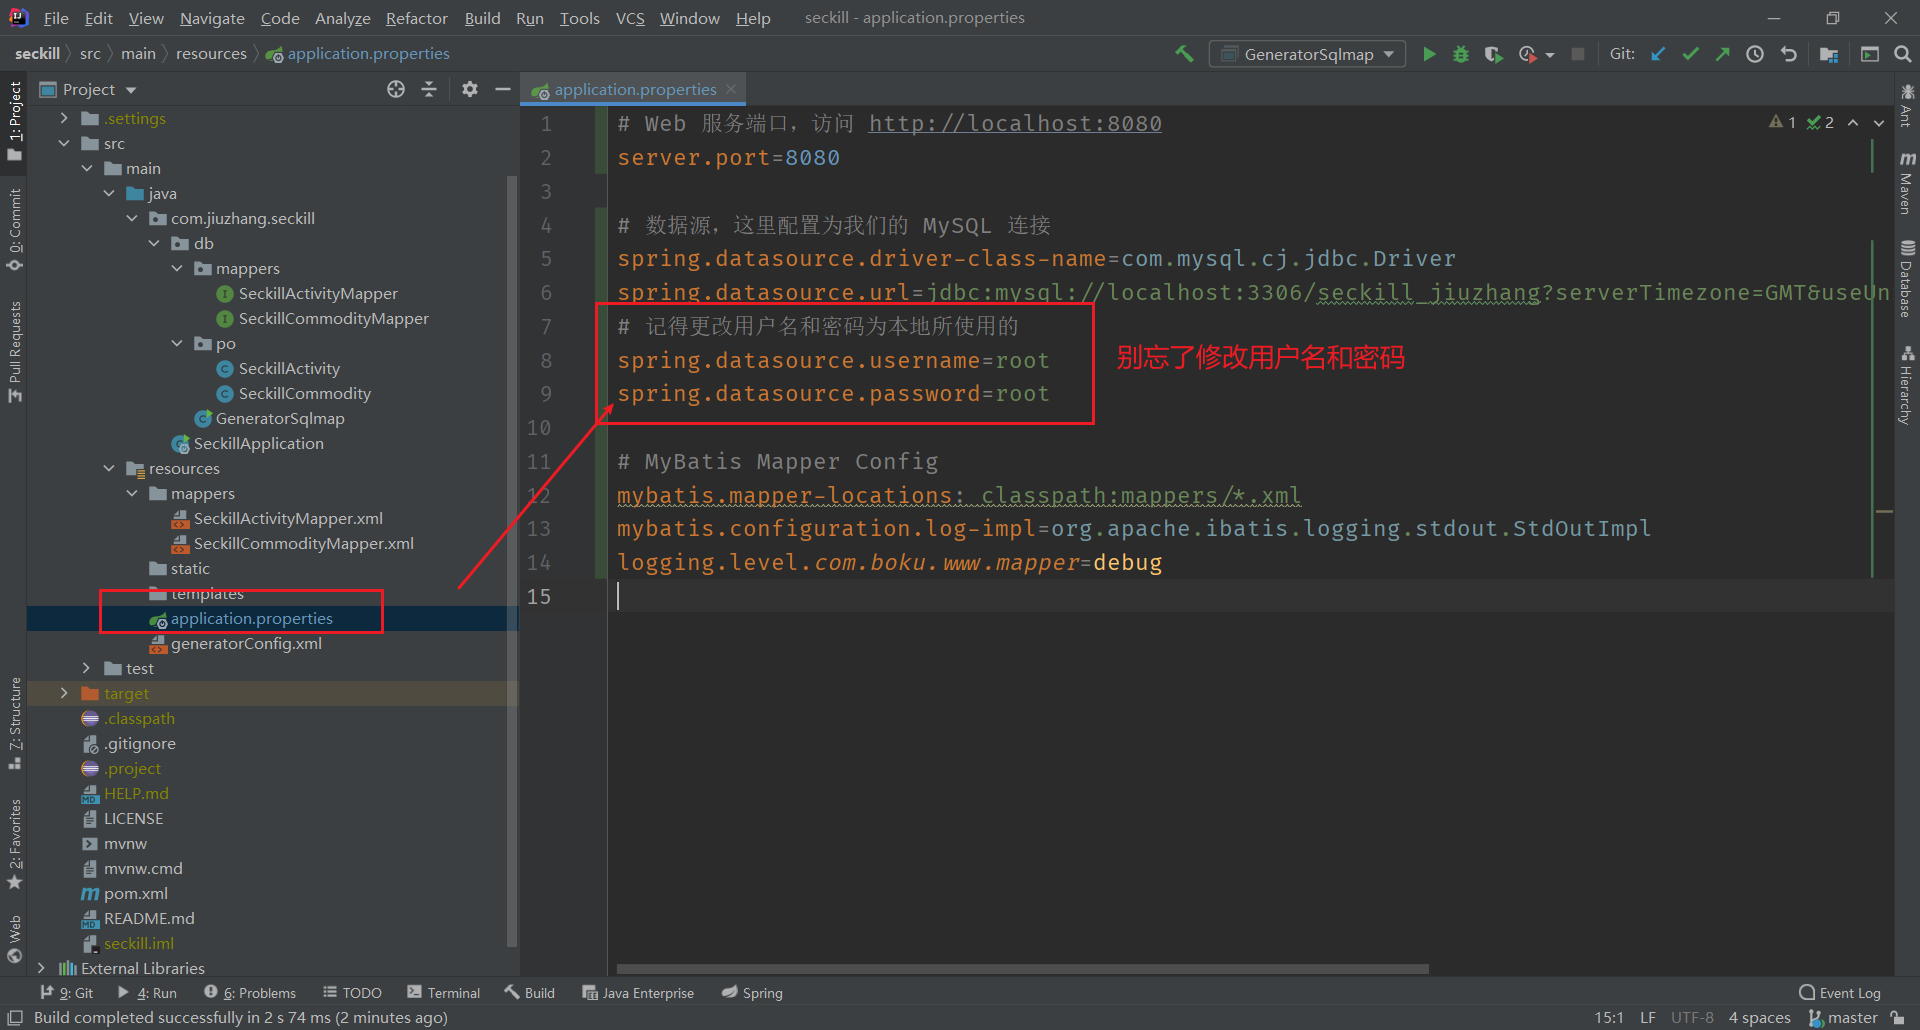 File Edit View Navigate Code Analyze Refactor Build Run Tools VCS Window Help seckill - application.properties
seckill src main resources application.properties GeneratorSqlmap Git:
Project application.properties
1: Project
0: Commit
Pull Requests
7: Structure
2: Favorites
Web
.settings
src
main
java
com.jiuzhang.seckill
db
mappers
SeckillActivityMapper
SeckillCommodityMapper
po
SeckillActivity
SeckillCommodity
GeneratorSqlmap
SeckillApplication
resources
mappers
SeckillActivityMapper.xml
SeckillCommodityMapper.xml
static
templates
application.properties
generatorConfig.xml
test
target
.classpath
.gitignore
.project
HELP.md
LICENSE
mvnw
mvnw.cmd
pom.xml
README.md
seckill.iml
External Libraries
1 # Web 服务端口，访问 http://localhost:8080
2 server.port=8080
3
4 # 数据源，这里配置为我们的 MySQL 连接
5 spring.datasource.driver-class-name=com.mysql.cj.jdbc.Driver
6 spring.datasource.url=jdbc:mysql://localhost:3306/seckill_jiuzhang?serverTimezone=GMT&useUn
7 # 记得更改用户名和密码为本地所使用的
8 spring.datasource.username=root
9 spring.datasource.password=root
10
11 # MyBatis Mapper Config
12 mybatis.mapper-locations: classpath:mappers/*.xml
13 mybatis.configuration.log-impl=org.apache.ibatis.logging.stdout.StdOutImpl
14 logging.level.com.boku.www.mapper=debug
15
别忘了修改用户名和密码
1 2
Ant
Maven
Database
Hierarchy
9: Git 4: Run 6: Problems TODO Terminal Build Java Enterprise Spring Event Log
Build completed successfully in 2 s 74 ms (2 minutes ago) 15:1 LF UTF-8 4 spaces master